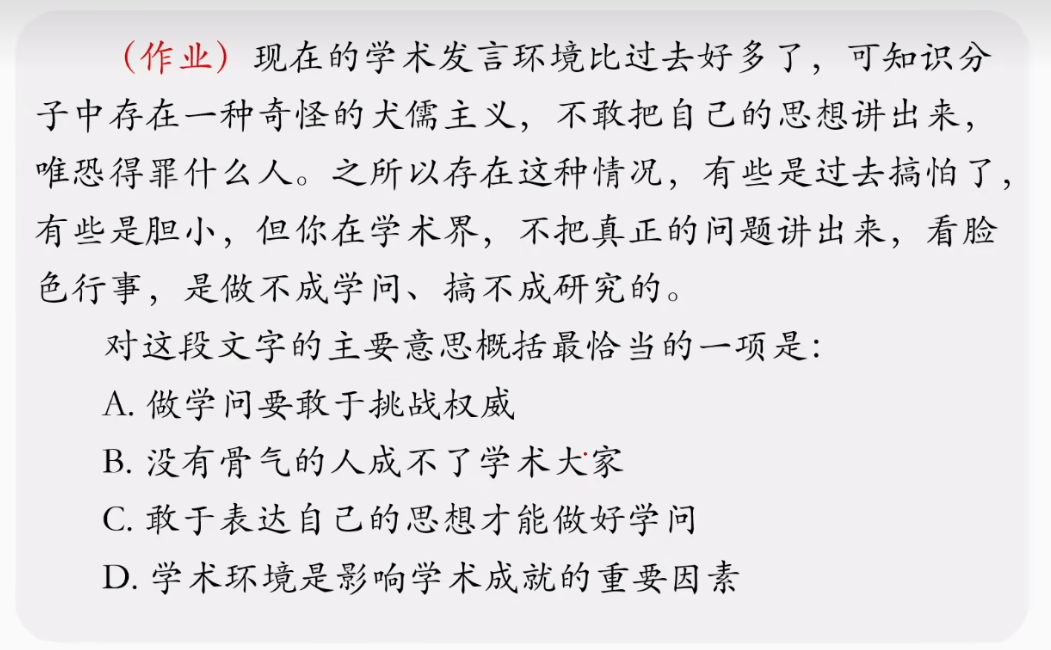 （作业）现在的学术发言环境比过去好多了，可知识分
子中存在一种奇怪的犬儒主义，不敢把自己的思想讲出来，
唯恐得罪什么人。之所以存在这种情况，有些是过去搞怕了，
有些是胆小，但你在学术界，不把真正的问题讲出来，看脸
色行事，是做不成学问、搞不成研究的。
对这段文字的主要意思概括最恰当的一项是：
A. 做学问要敢于挑战权威
B. 没有骨气的人成不了学术大家
C. 敢于表达自己的思想才能做好学问
D. 学术环境是影响学术成就的重要因素